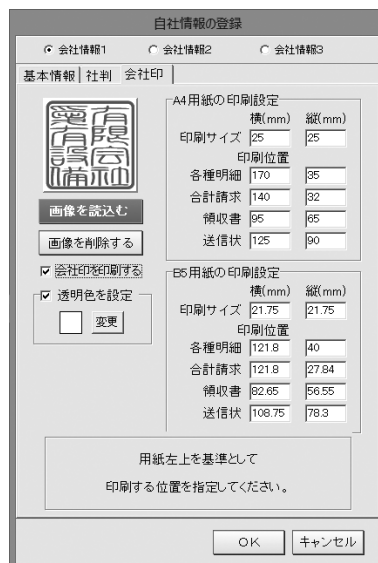 自社情報の登録
会社情報1 会社情報2 会社情報3
基本情報 社判 会社印
画像を読込む
画像を削除する
会社印を印刷する
透明色を設定
変更
A4用紙の印刷設定
横(mm) 縦(mm)
印刷サイズ 25 25
印刷位置
各種明細 170 35
合計請求 140 32
領収書 95 65
送信状 125 90
B5用紙の印刷設定
横(mm) 縦(mm)
印刷サイズ 21.75 21.75
印刷位置
各種明細 121.8 40
合計請求 121.8 27.84
領収書 82.65 56.55
送信状 108.75 78.3
用紙左上を基準として
印刷する位置を指定してください。
OK キャンセル